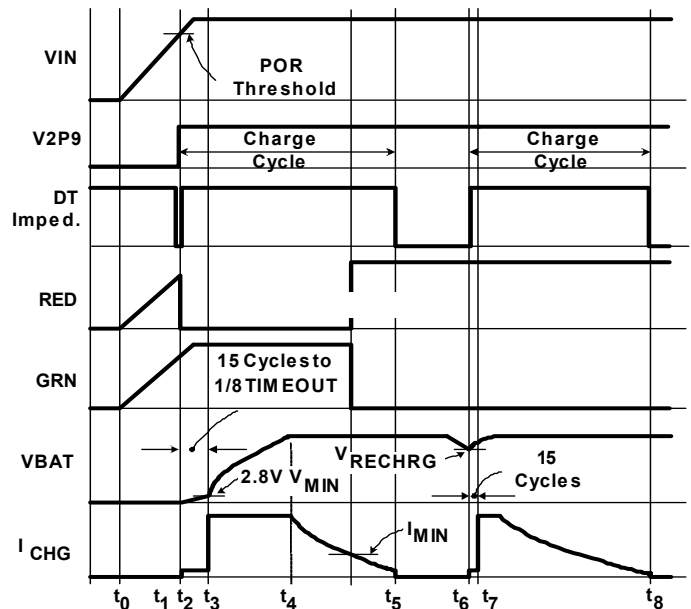 VIN
POR
Threshold
V2P9
Charge
Cycle
Charge
Cycle
DT
Imped.
RED
GRN
15 Cycles to
1/8 TIMEOUT
VBAT
VRECHRG
2.8V VMIN
15
Cycles
I CHG
IMIN
t0 t1 t2 t3 t4 t5 t6 t7 t8